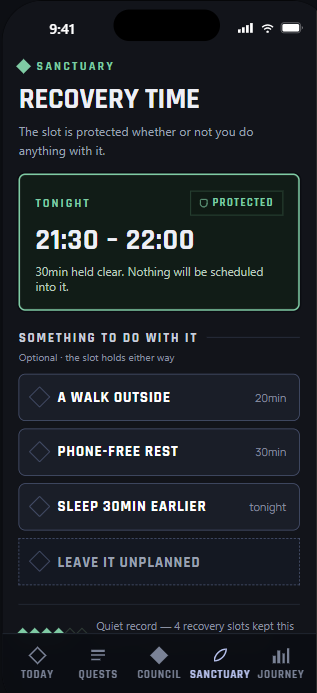 9:41
SANCTUARY
RECOVERY TIME
The slot is protected whether or not you do
anything with it.
TONIGHT
PROTECTED
21:30 – 22:00
30min held clear. Nothing will be scheduled
into it.
SOMETHING TO DO WITH IT
Optional · the slot holds either way
A WALK OUTSIDE
20min
PHONE-FREE REST
30min
SLEEP 30MIN EARLIER
tonight
LEAVE IT UNPLANNED
Quiet record — 4 recovery slots kept this
TODAY
QUESTS
COUNCIL
SANCTUARY
JOURNEY